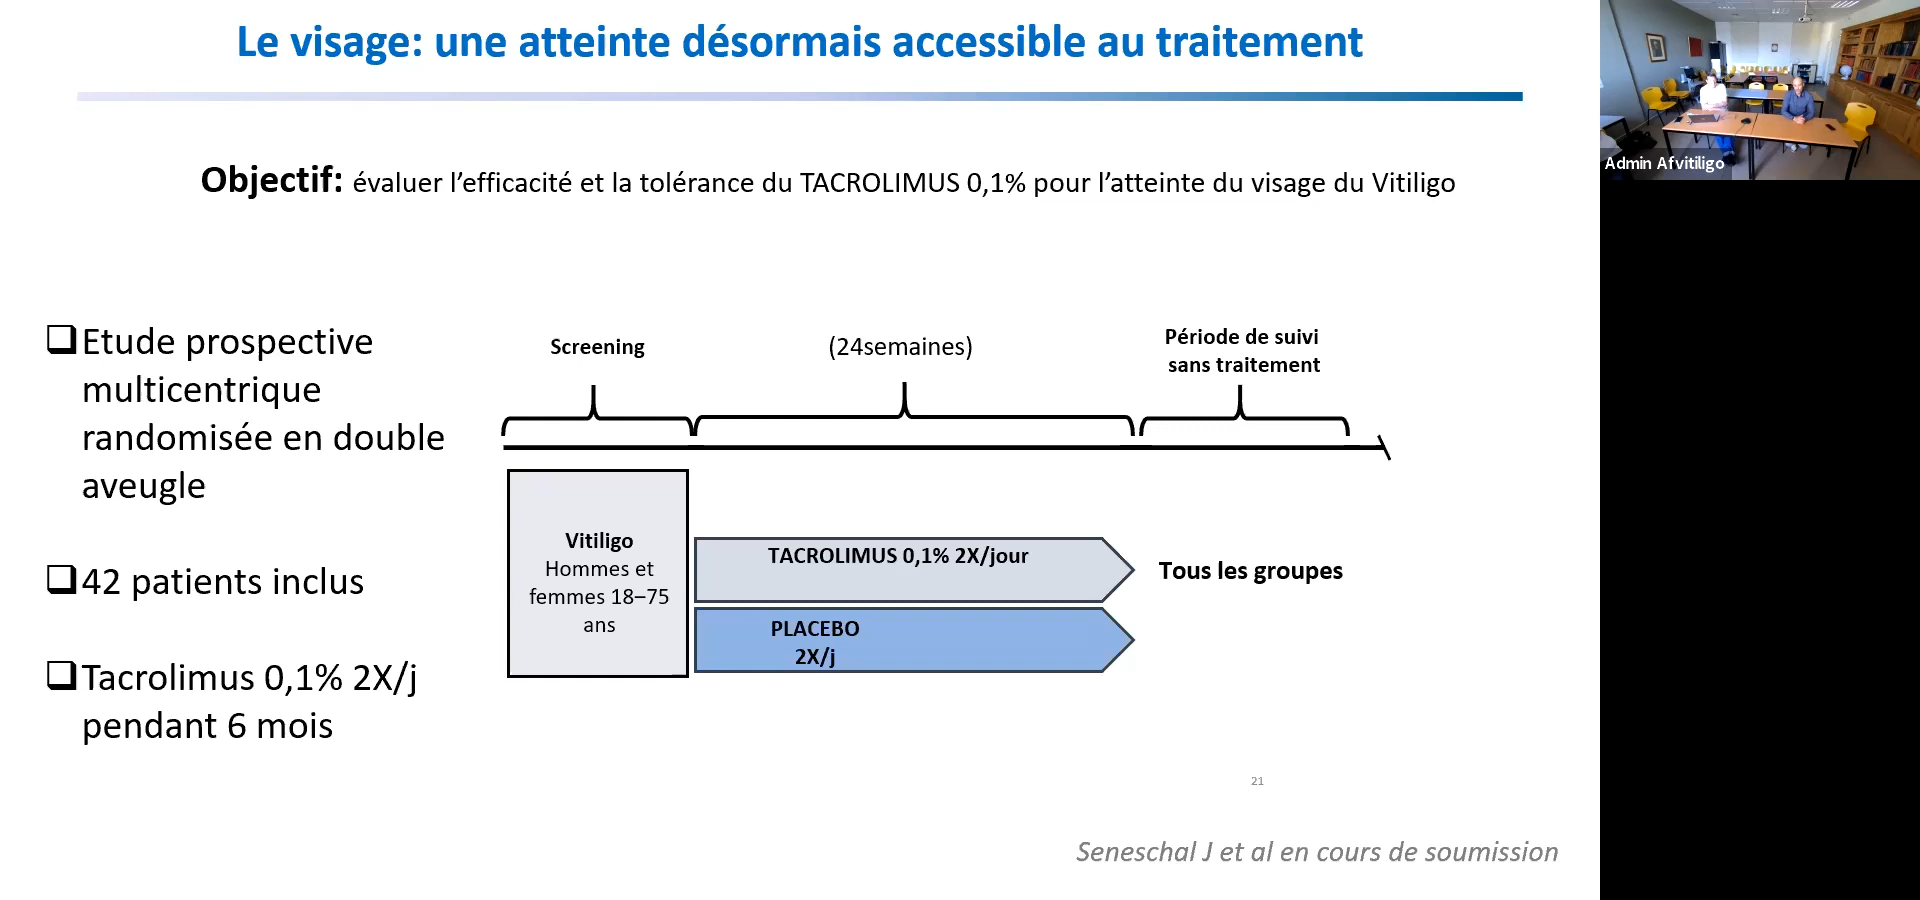 Le visage: une atteinte désormais accessible au traitement
Objectif: évaluer l’efficacité et la tolérance du TACROLIMUS 0,1% pour l’atteinte du visage du Vitiligo
❑Etude prospective
multicentrique
randomisée en double
aveugle
❑42 patients inclus
❑Tacrolimus 0,1% 2X/j
pendant 6 mois
Screening
(24semaines)
Période de suivi
sans traitement
Vitiligo
Hommes et
femmes 18–75
ans
TACROLIMUS 0,1% 2X/jour
PLACEBO
2X/j
Tous les groupes
21
Seneschal J et al en cours de soumission
Admin Afvitiligo